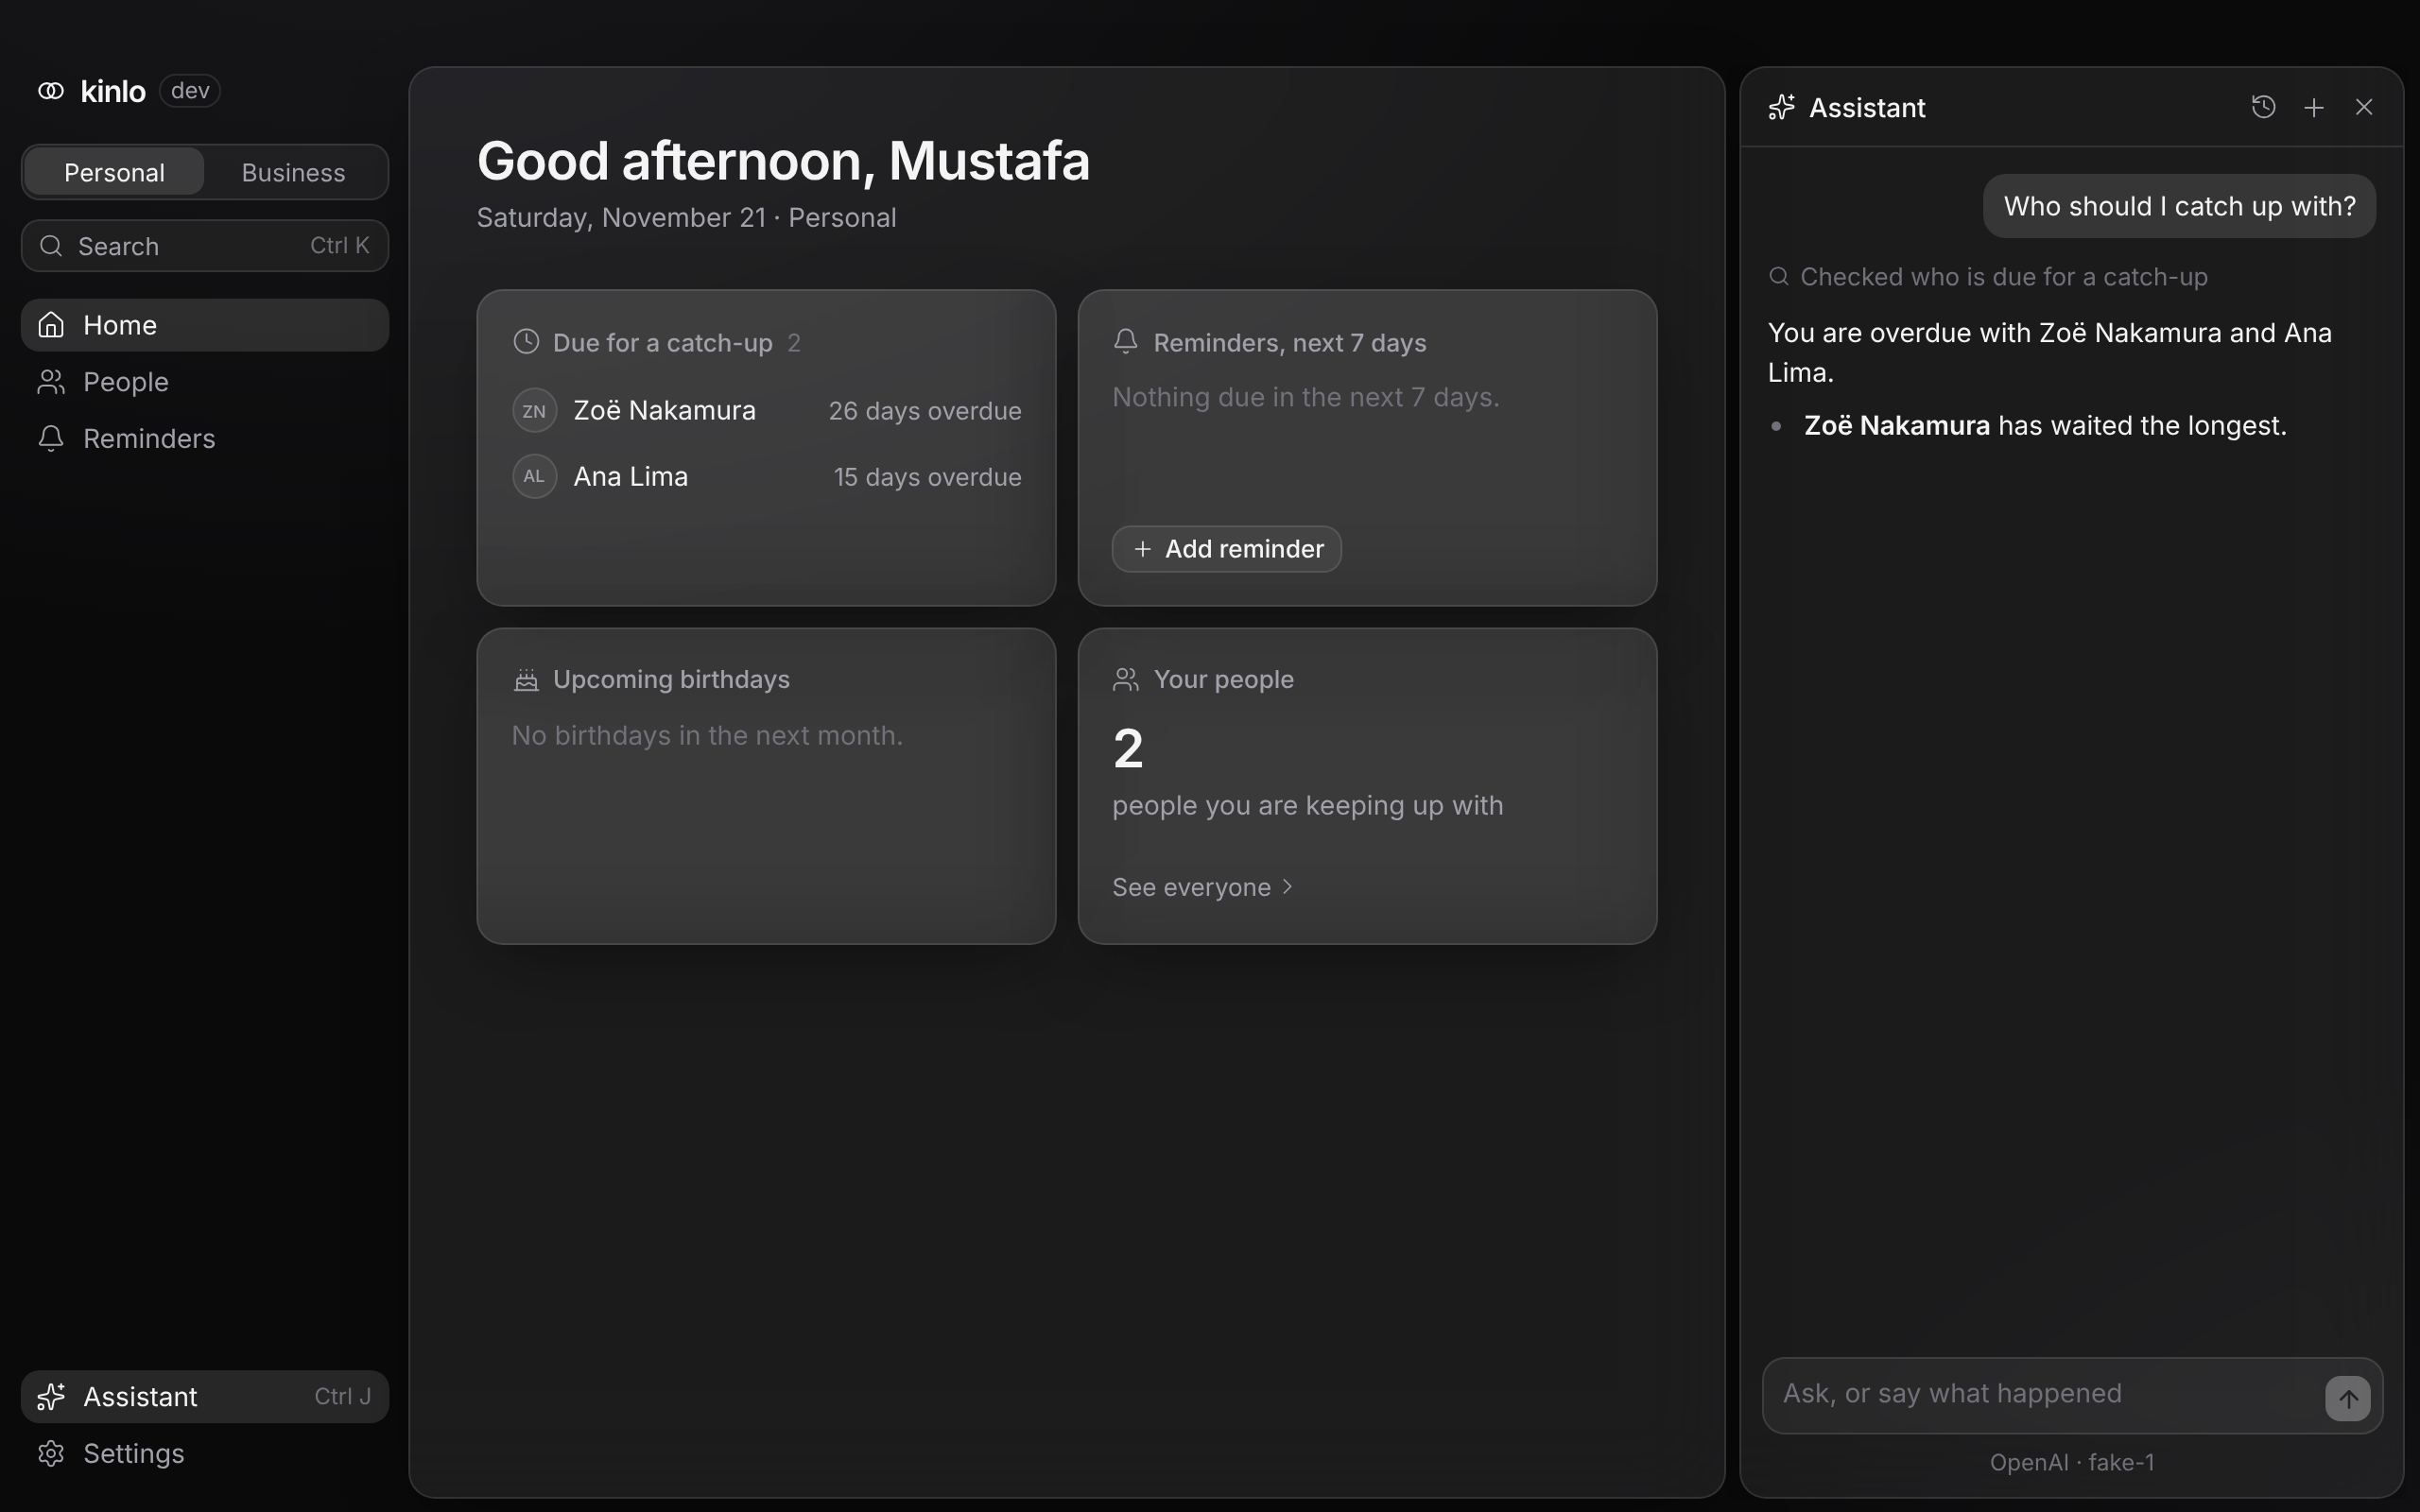 kinlo dev
Personal Business
Search Ctrl K
Home
People
Reminders
Assistant Ctrl J
Settings
Good afternoon, Mustafa
Saturday, November 21 · Personal
Due for a catch-up 2
ZN Zoë Nakamura 26 days overdue
AL Ana Lima 15 days overdue
Reminders, next 7 days
Nothing due in the next 7 days.
+ Add reminder
Upcoming birthdays
No birthdays in the next month.
Your people
2
people you are keeping up with
See everyone
Assistant
Who should I catch up with?
Checked who is due for a catch-up
You are overdue with Zoë Nakamura and Ana
Lima.
• Zoë Nakamura has waited the longest.
Ask, or say what happened
OpenAI · fake-1